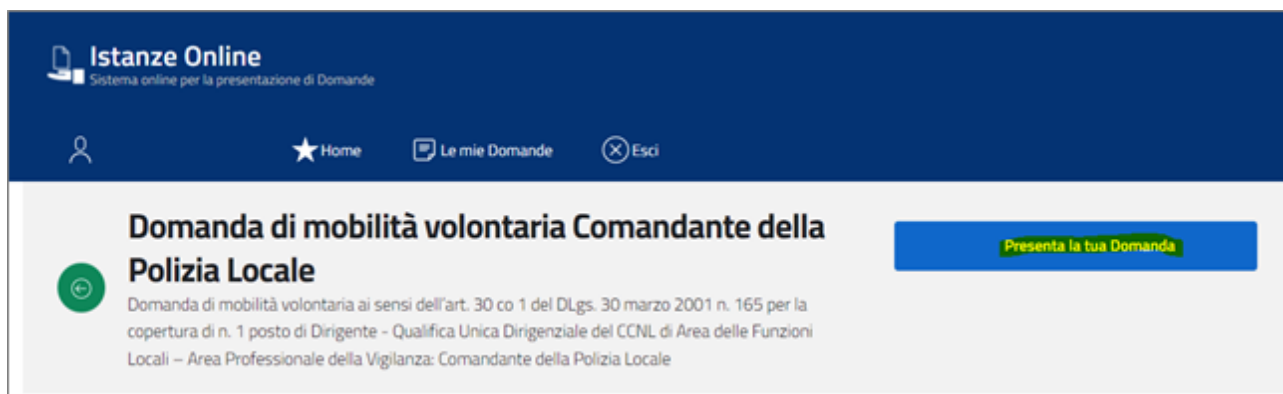 Istanze Online
Sistema online per la presentazione di Domande
Home
Le mie Domande
Esci
Domanda di mobilità volontaria Comandante della
Polizia Locale
Presenta la tua Domanda
Domanda di mobilità volontaria ai sensi dell'art. 30 co 1 del DLgs. 30 marzo 2001 n. 165 per la
copertura di n. 1 posto di Dirigente - Qualifica Unica Dirigenziale del CCNL di Area delle Funzioni
Locali – Area Professionale della Vigilanza: Comandante della Polizia Locale